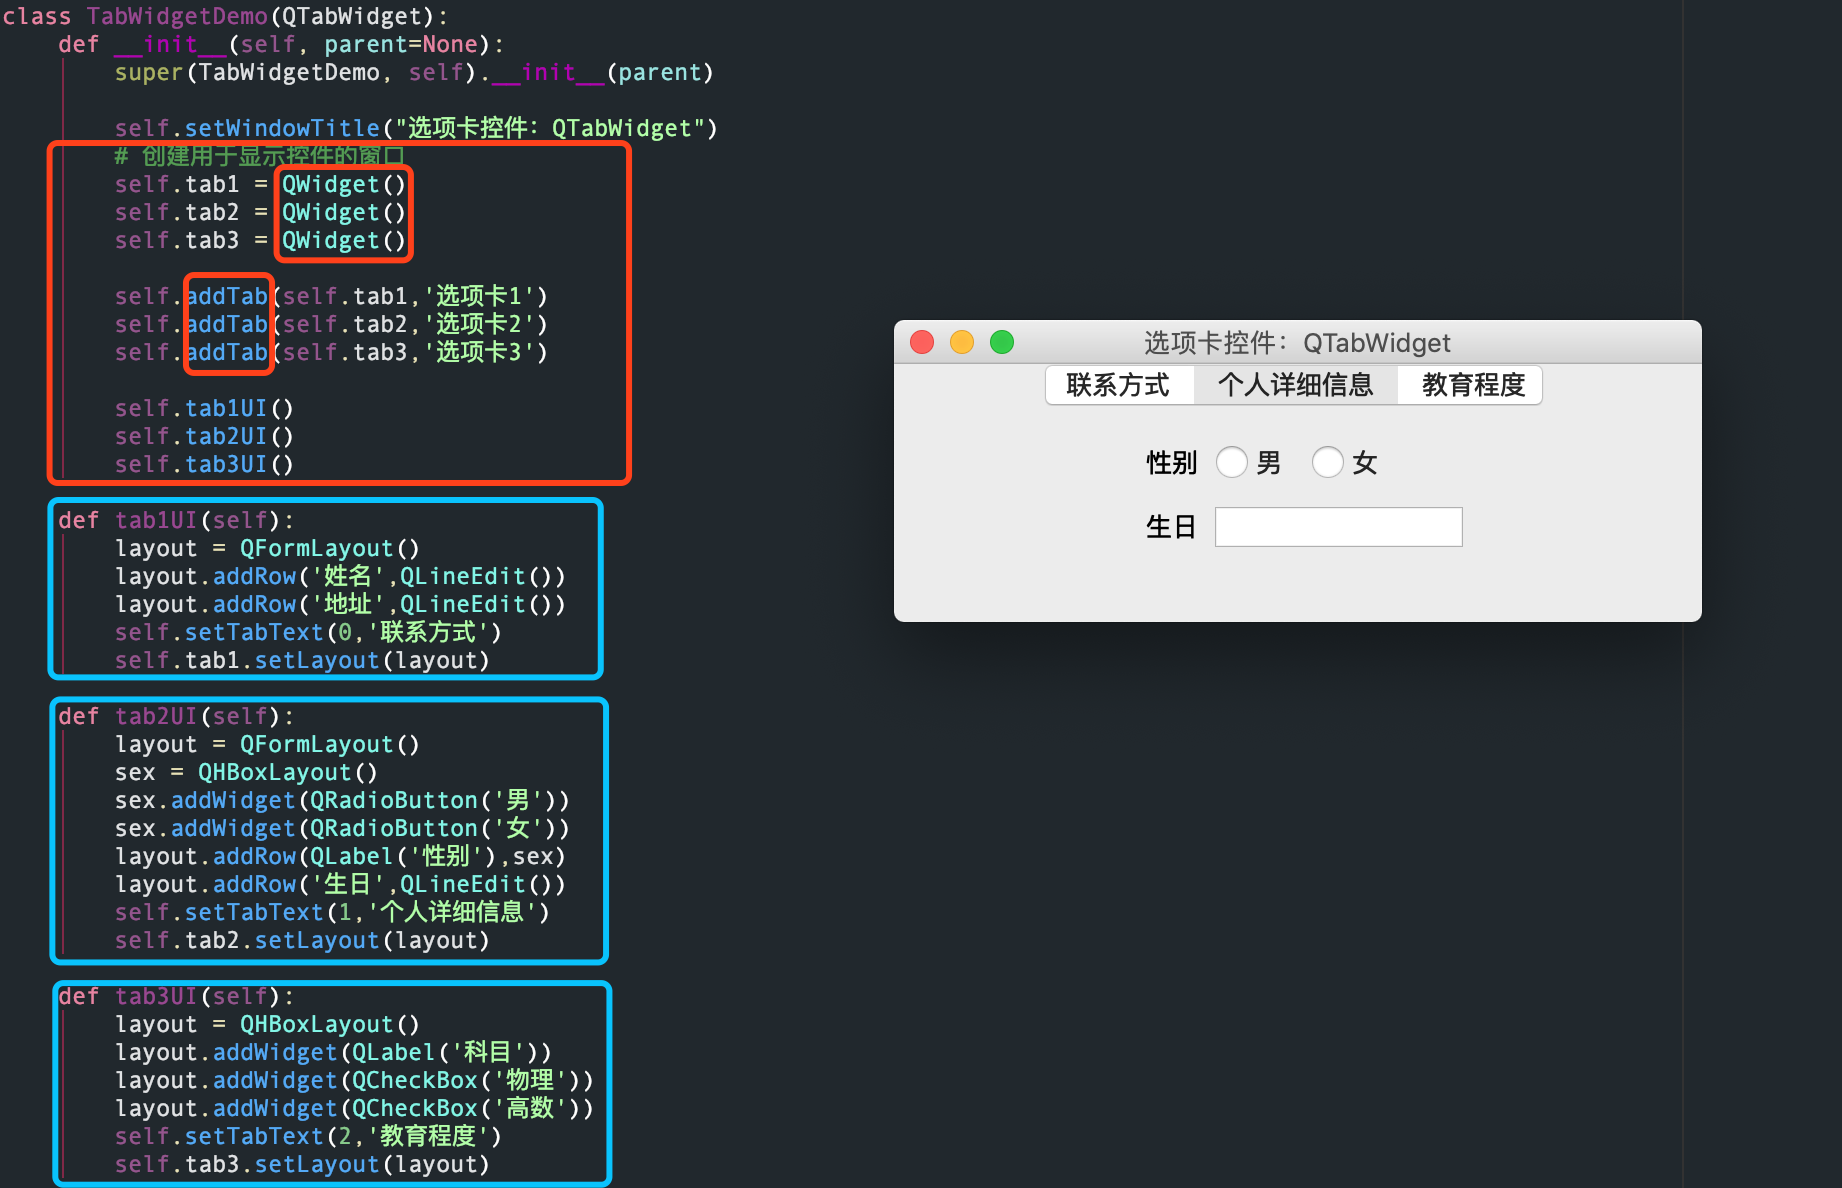 class TabWidgetDemo(QTabWidget):
    def __init__(self, parent=None):
        super(TabWidgetDemo, self).__init__(parent)

        self.setWindowTitle("选项卡控件：QTabWidget")
        # 创建用于显示控件的窗口
        self.tab1 = QWidget()
        self.tab2 = QWidget()
        self.tab3 = QWidget()

        self.addTab(self.tab1,'选项卡1')
        self.addTab(self.tab2,'选项卡2')
        self.addTab(self.tab3,'选项卡3')

        self.tab1UI()
        self.tab2UI()
        self.tab3UI()

    def tab1UI(self):
        layout = QFormLayout()
        layout.addRow('姓名',QLineEdit())
        layout.addRow('地址',QLineEdit())
        self.setTabText(0,'联系方式')
        self.tab1.setLayout(layout)

    def tab2UI(self):
        layout = QFormLayout()
        sex = QHBoxLayout()
        sex.addWidget(QRadioButton('男'))
        sex.addWidget(QRadioButton('女'))
        layout.addRow(QLabel('性别'),sex)
        layout.addRow('生日',QLineEdit())
        self.setTabText(1,'个人详细信息')
        self.tab2.setLayout(layout)

    def tab3UI(self):
        layout = QHBoxLayout()
        layout.addWidget(QLabel('科目'))
        layout.addWidget(QCheckBox('物理'))
        layout.addWidget(QCheckBox('高数'))
        self.setTabText(2,'教育程度')
        self.tab3.setLayout(layout)
选项卡控件：QTabWidget
联系方式 个人详细信息 教育程度
性别 男 女
生日